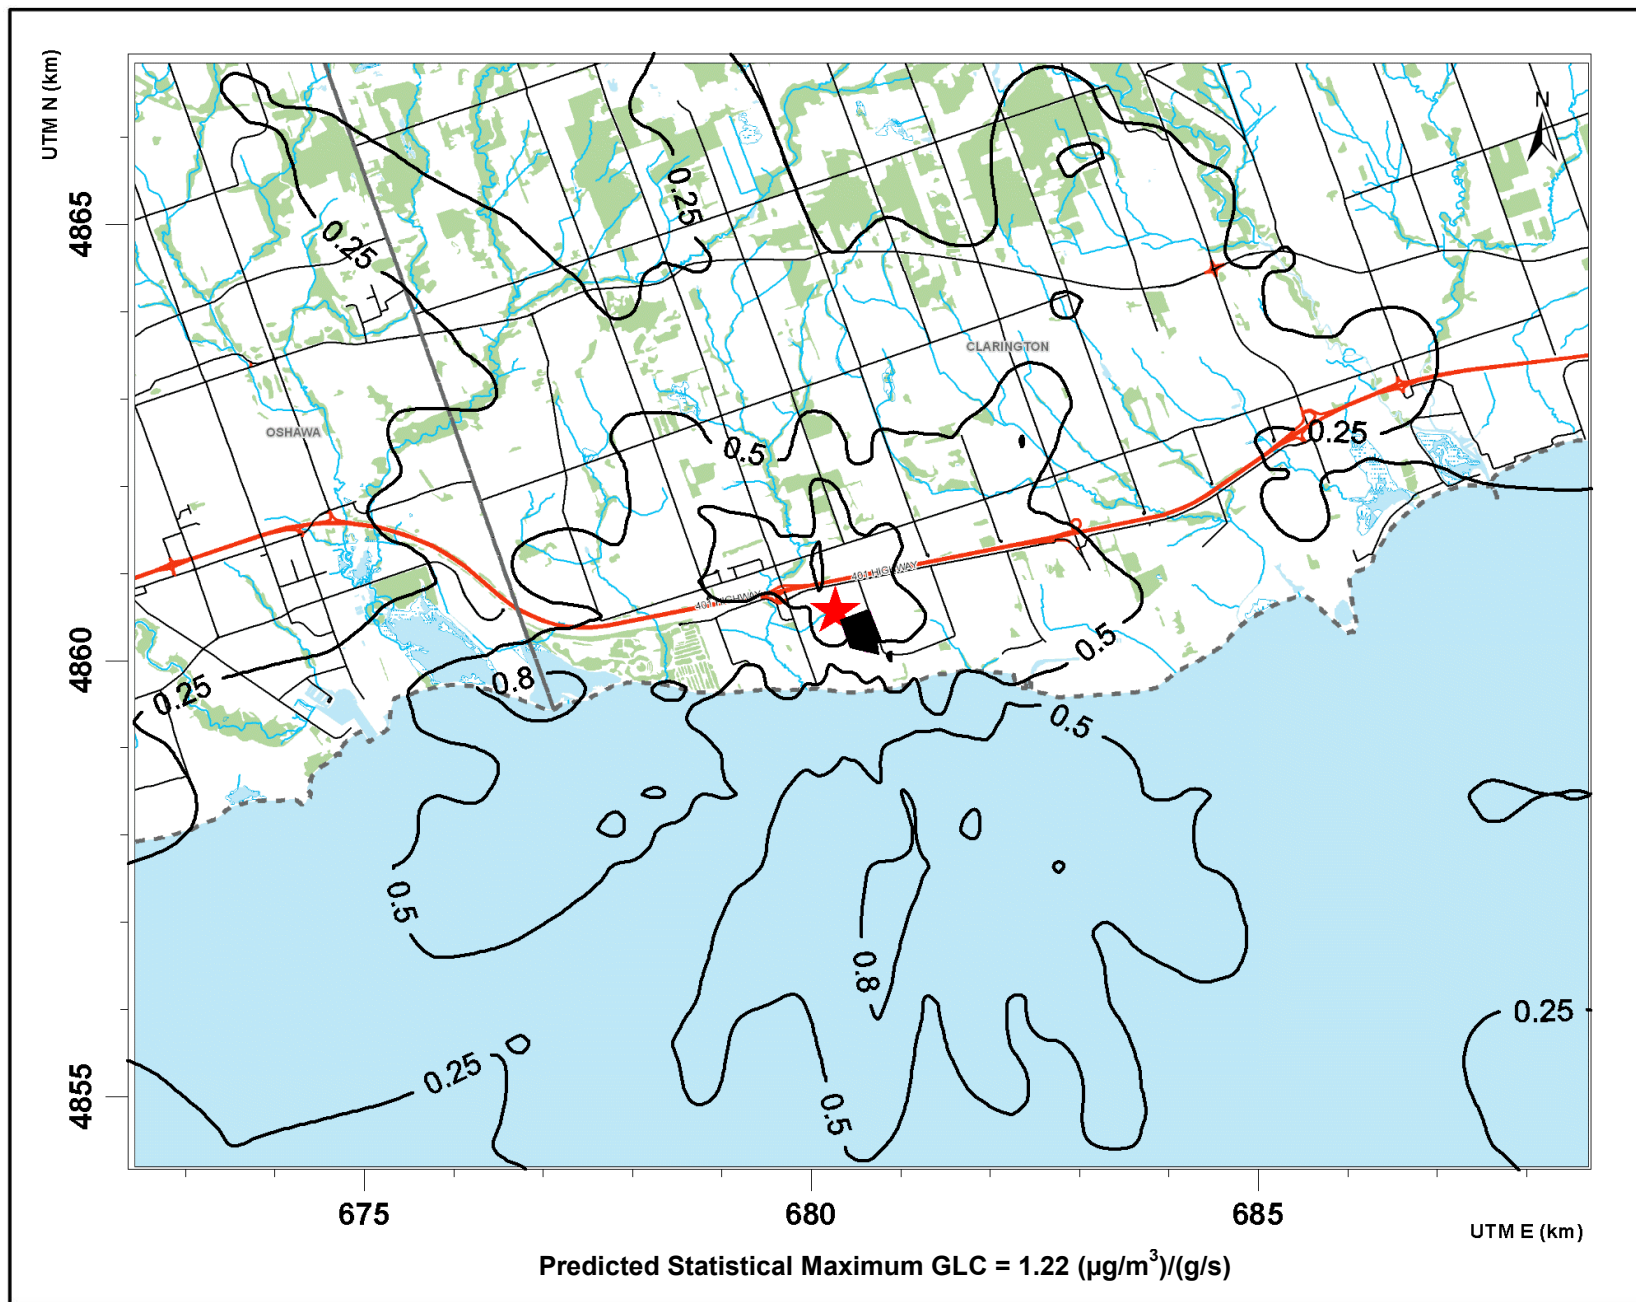 UTM N (km)
N
4865
0.25
0.25
CLARINGTON
OSHAWA
0.25
0.5
401 HIGHWAY
401 HIGHWAY
0.5
4860
0.25
0.8
0.5
0.5
0.8
0.25
0.25
4855
0.5
675
680
685
UTM E (km)
Predicted Statistical Maximum GLC = 1.22 (µg/m³)/(g/s)